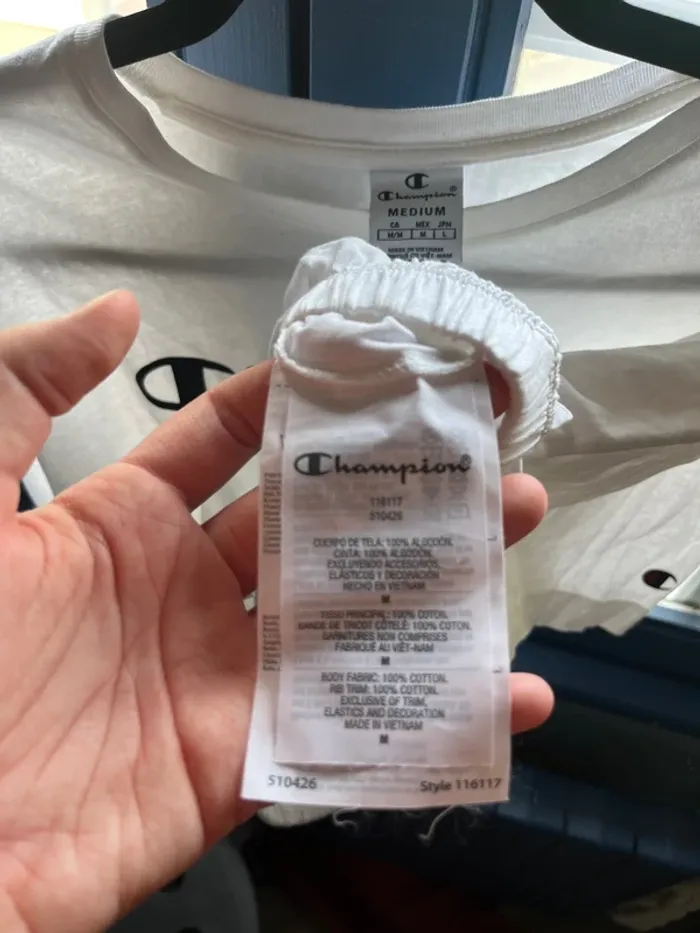 Champion®
MEDIUM
CA MEX JPN
M/M M L
MADE IN VIETNAM
Champion®
116117
510426
CUERPO DE TELA: 100% ALGODÓN.
CINTA: 100% ALGODÓN.
EXCLUYENDO ACCESORIOS,
ELÁSTICOS Y DECORACIÓN
HECHO EN VIETNAM
M
TISSU PRINCIPAL: 100% COTON.
BANDE DE TRICOT CÔTELÉ: 100% COTON.
GARNITURES NON COMPRISES
FABRIQUÉ AU VIÊT-NAM
M
BODY FABRIC: 100% COTTON.
RIB TRIM: 100% COTTON.
EXCLUSIVE OF TRIM,
ELASTICS AND DECORATION
MADE IN VIETNAM
M
510426 Style 116117